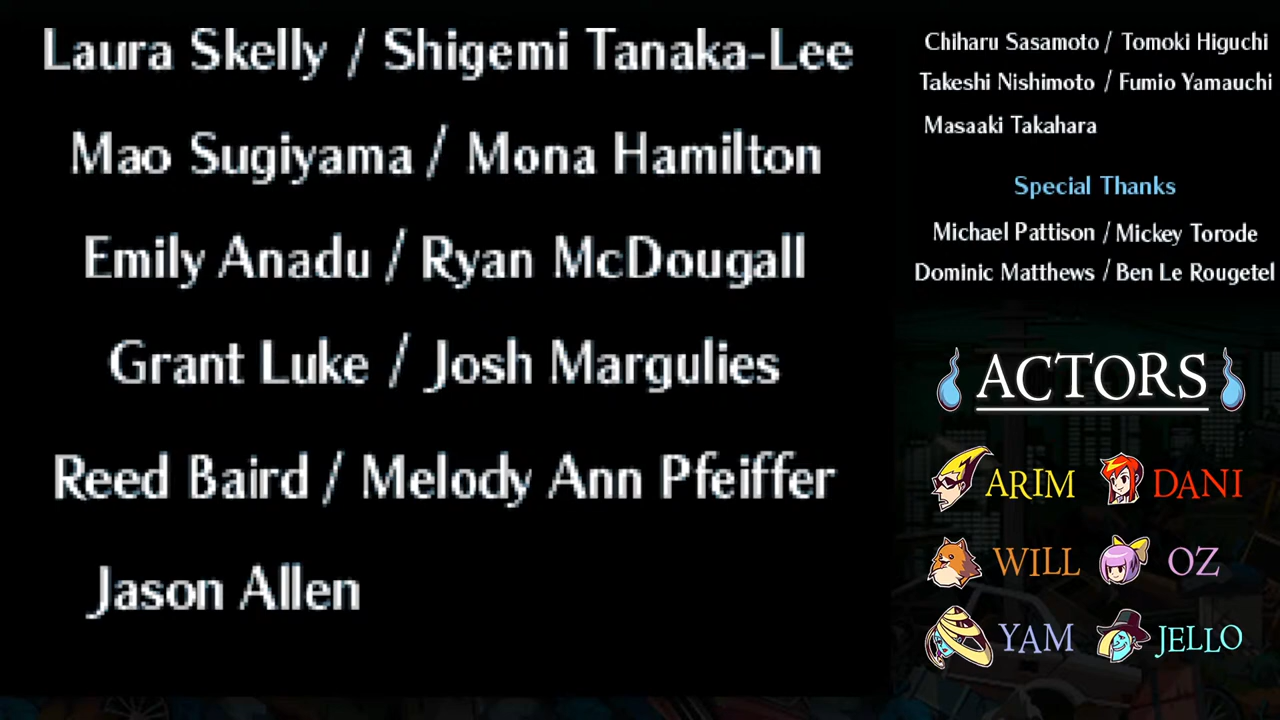 Laura Skelly / Shigemi Tanaka-Lee
Mao Sugiyama / Mona Hamilton
Emily Anadu / Ryan McDougall
Grant Luke / Josh Margulies
Reed Baird / Melody Ann Pfeiffer
Jason Allen
Chiharu Sasamoto / Tomoki Higuchi
Takeshi Nishimoto / Fumio Yamauchi
Masaaki Takahara
Special Thanks
Michael Pattison / Mickey Torode
Dominic Matthews / Ben Le Rougetel
ACTORS
ARIM DANI
WILL OZ
YAM JELLO